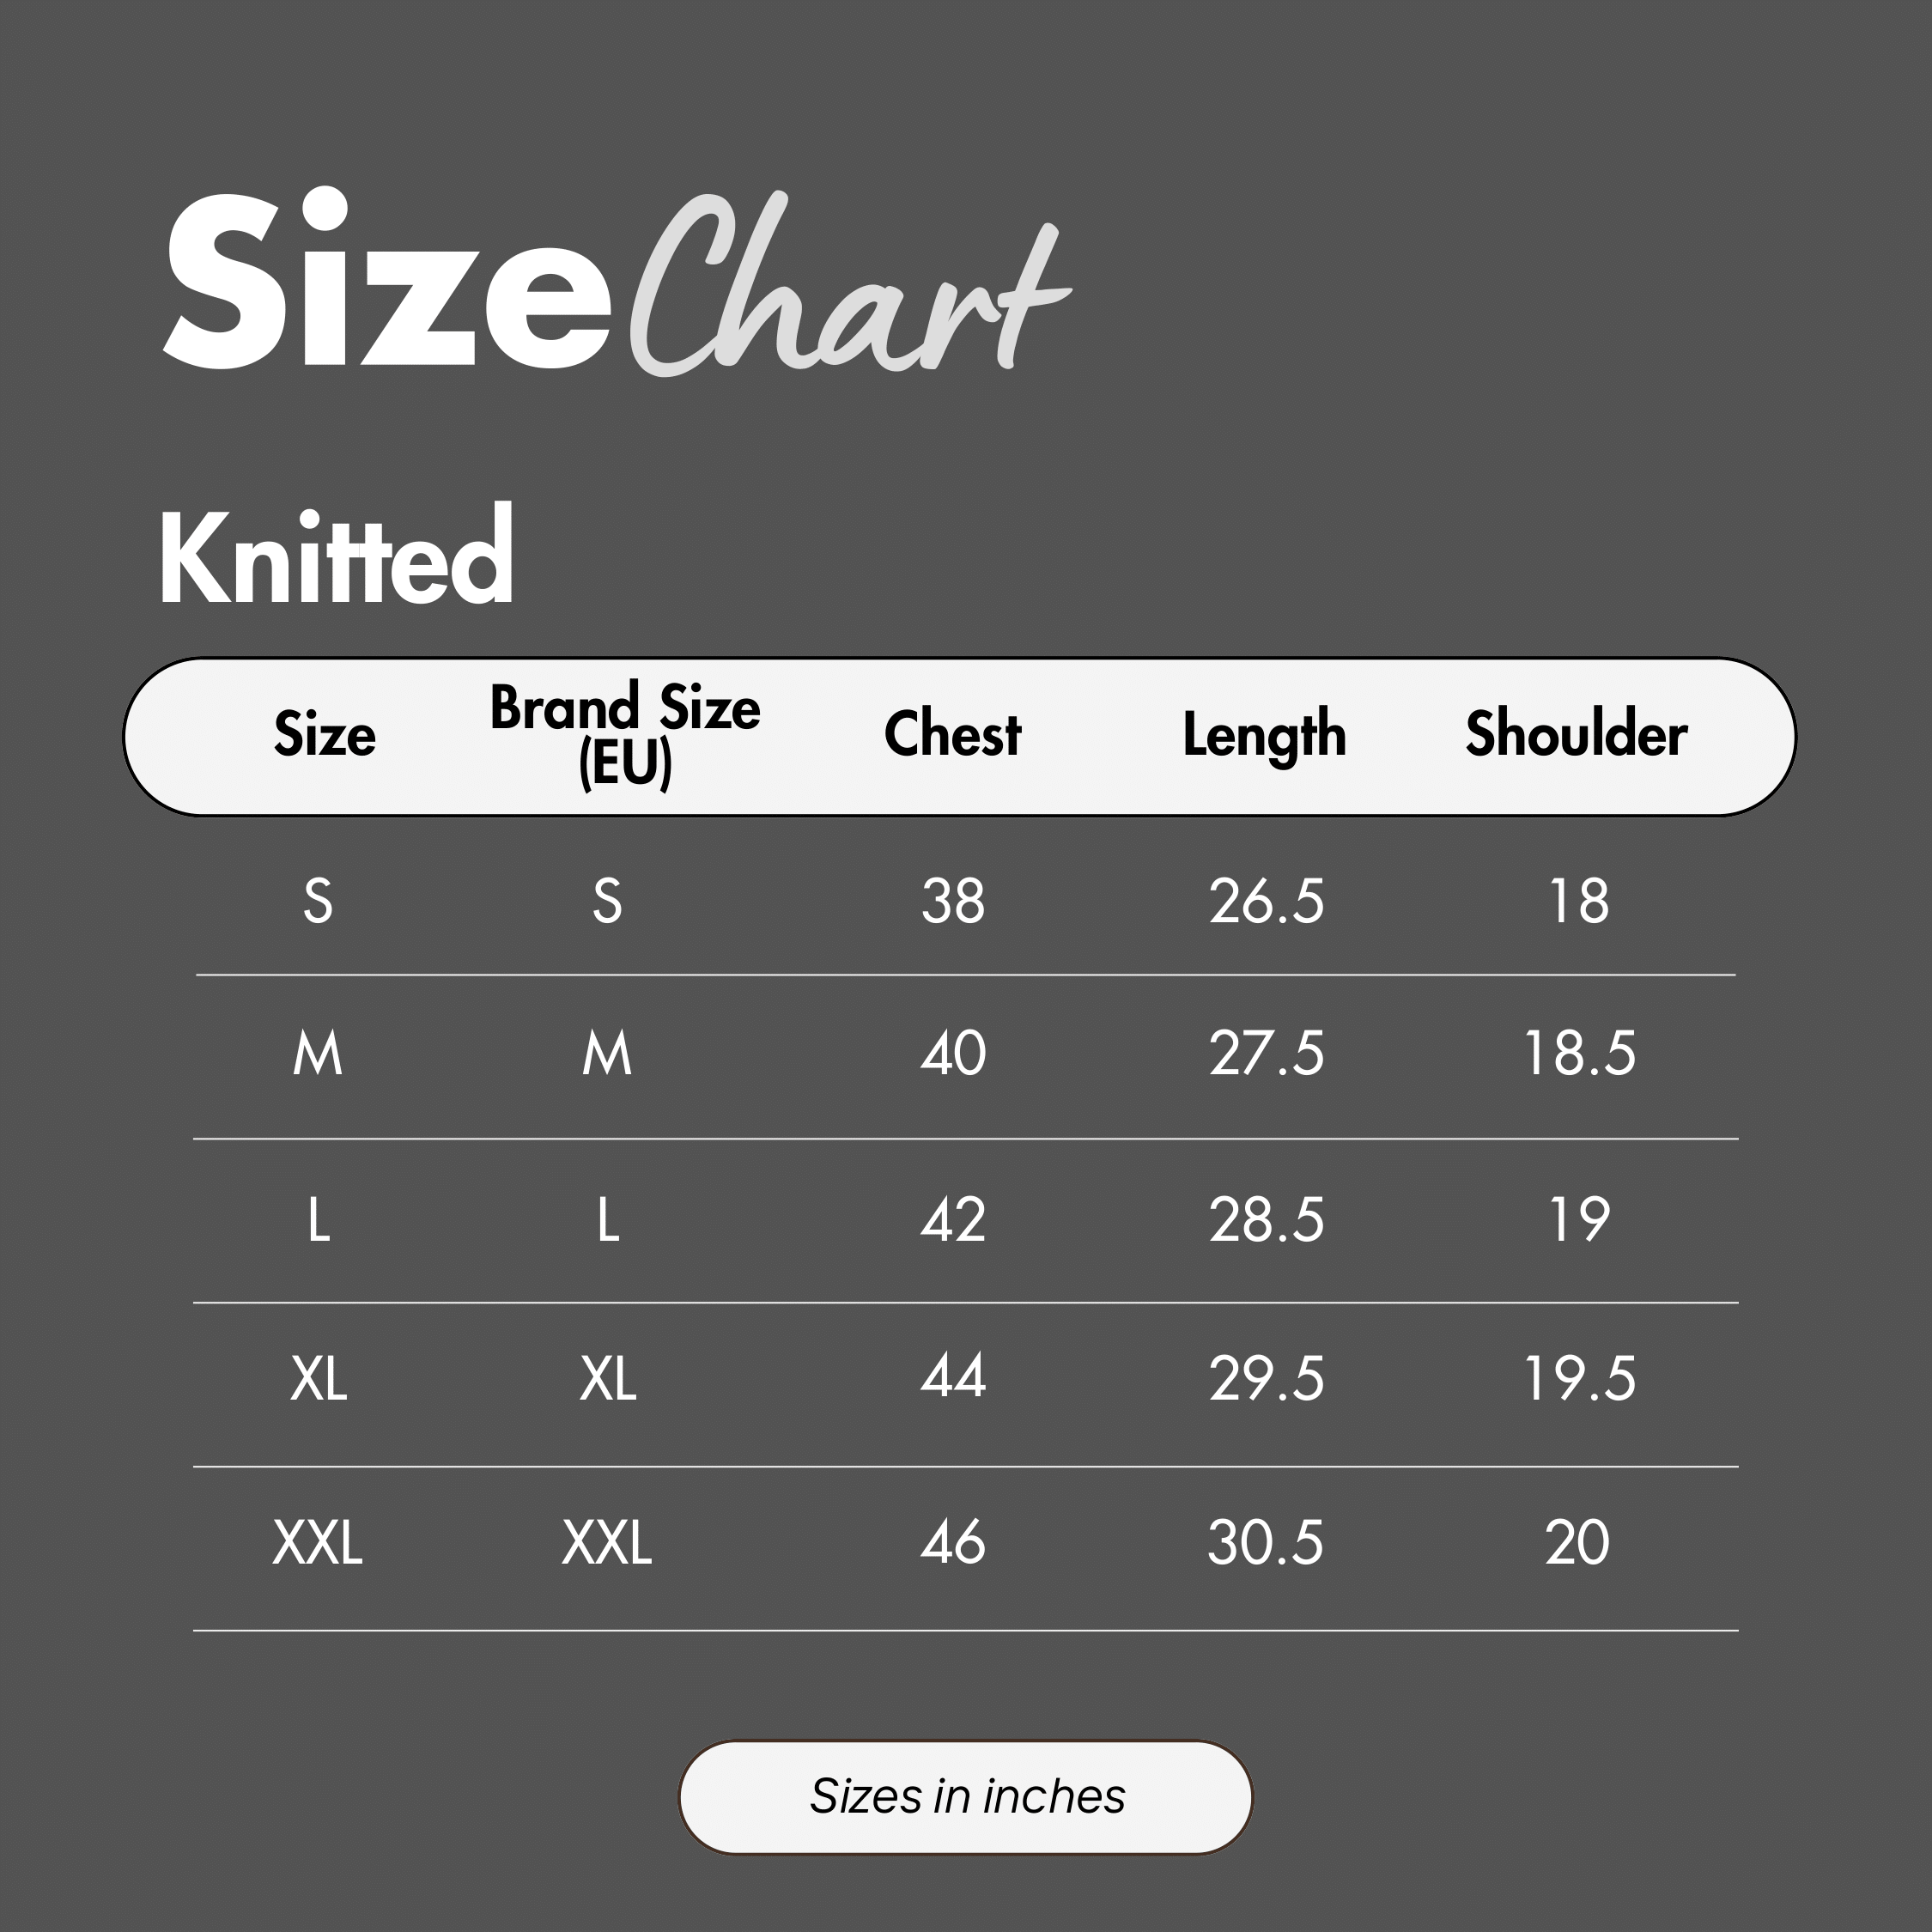 Size Chart
Knitted
Size Brand Size (EU) Chest Length Shoulder
S S 38 26.5 18
M M 40 27.5 18.5
L L 42 28.5 19
XL XL 44 29.5 19.5
XXL XXL 46 30.5 20
Sizes in inches